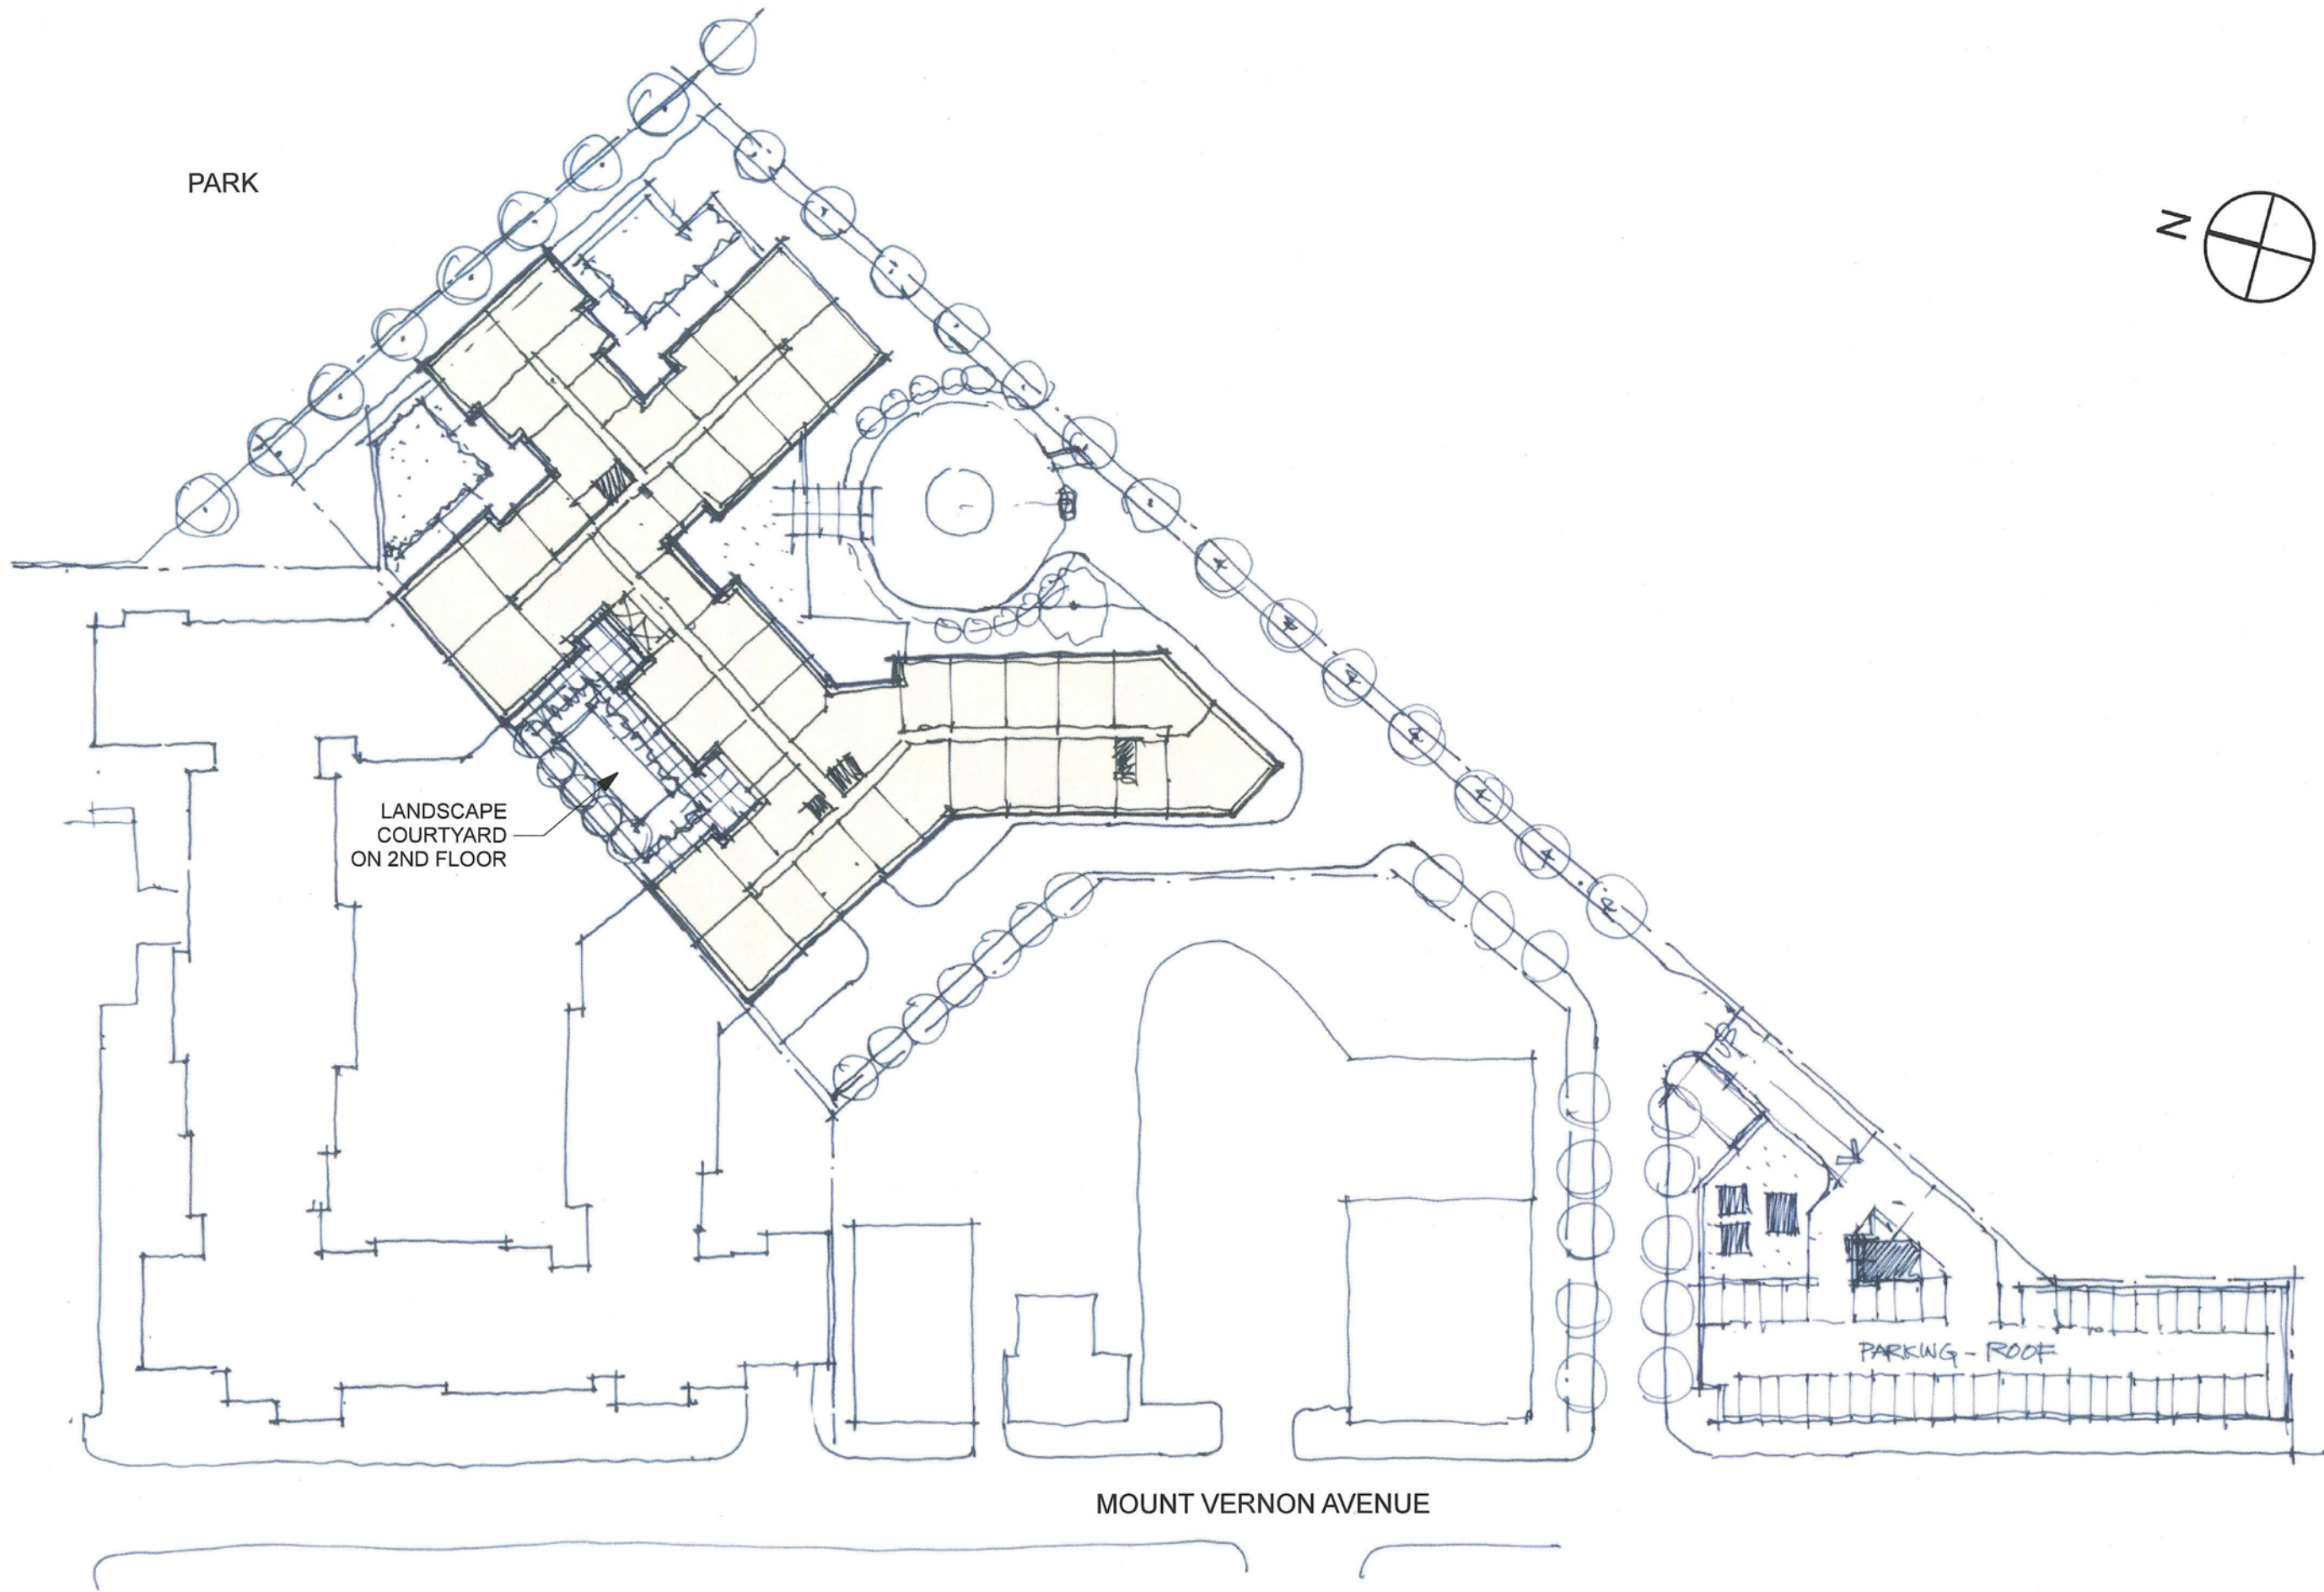 PARK
N
LANDSCAPE
COURTYARD
ON 2ND FLOOR
PARKING - ROOF
MOUNT VERNON AVENUE